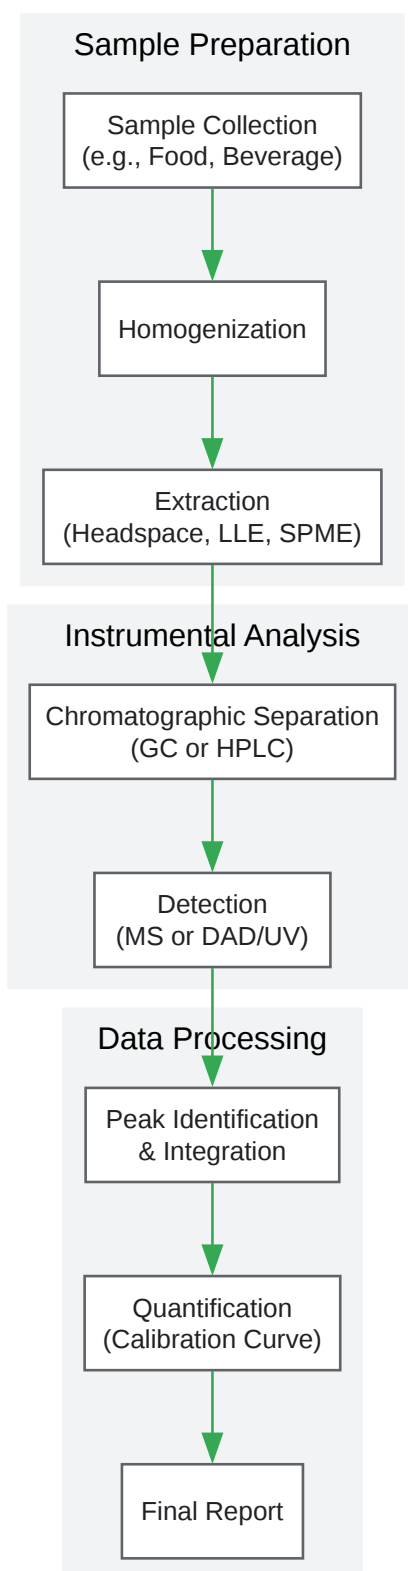 Sample Preparation
Sample Collection
(e.g., Food, Beverage)
Homogenization
Extraction
(Headspace, LLE, SPME)
Instrumental Analysis
Chromatographic Separation
(GC or HPLC)
Detection
(MS or DAD/UV)
Data Processing
Peak Identification
& Integration
Quantification
(Calibration Curve)
Final Report